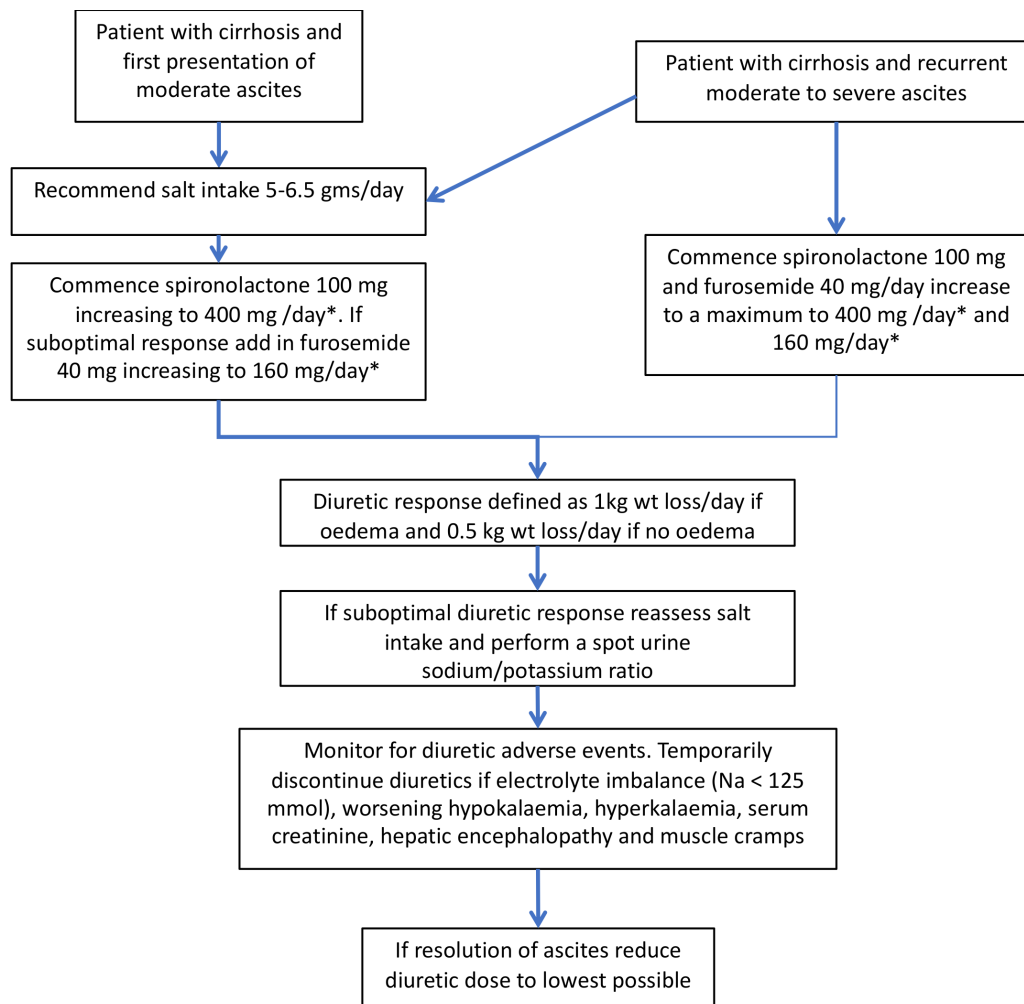 Patient with cirrhosis and
first presentation of
moderate ascites
Patient with cirrhosis and recurrent
moderate to severe ascites
Recommend salt intake 5-6.5 gms/day
Commence spironolactone 100 mg
increasing to 400 mg /day*. If
suboptimal response add in furosemide
40 mg increasing to 160 mg/day*
Commence spironolactone 100 mg
and furosemide 40 mg/day increase
to a maximum to 400 mg /day* and
160 mg/day*
Diuretic response defined as 1kg wt loss/day if
oedema and 0.5 kg wt loss/day if no oedema
If suboptimal diuretic response reassess salt
intake and perform a spot urine
sodium/potassium ratio
Monitor for diuretic adverse events. Temporarily
discontinue diuretics if electrolyte imbalance (Na < 125
mmol), worsening hypokalaemia, hyperkalaemia, serum
creatinine, hepatic encephalopathy and muscle cramps
If resolution of ascites reduce
diuretic dose to lowest possible